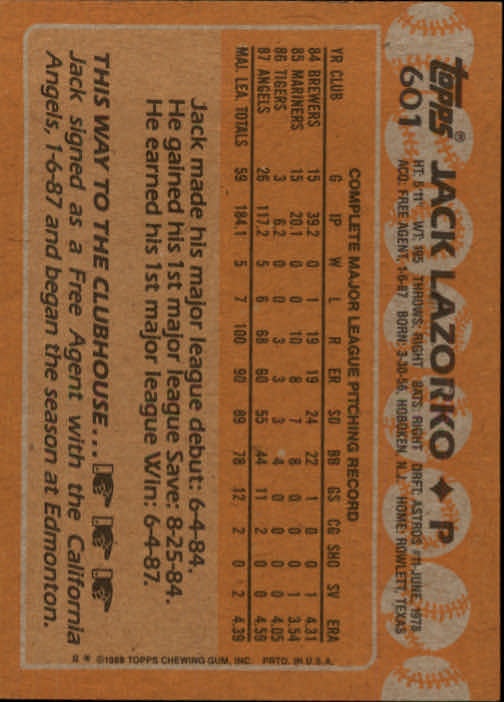 topps® JACK LAZORKO ♦ P
601
HT: 5'11" WT: 195 THROWS: RIGHT BATS: RIGHT DRFT: ASTROS #11-JUNE, 1978
ACQ: FREE AGENT, 1-6-87 BORN: 3-30-56, HOBOKEN, N.J. HOME: ROWLETT, TEXAS
COMPLETE MAJOR LEAGUE PITCHING RECORD
YR CLUB G IP W L R ER SO BB GS CG SHO SV ERA
84 BREWERS 15 39.2 0 1 19 19 24 22 1 0 0 1 4.31
85 MARINERS 15 20.1 0 0 10 8 7 8 0 0 0 1 3.54
86 TIGERS 3 6.2 0 0 3 3 3 4 0 0 0 0 4.05
87 ANGELS 26 117.2 5 6 68 60 55 44 11 2 0 0 4.59
MAJ. LEA. TOTALS 59 184.1 5 7 100 90 89 78 12 2 0 2 4.39
Jack made his major league debut: 6-4-84.
He gained his 1st major league Save: 8-25-84.
He earned his 1st major league Win: 6-4-87.
THIS WAY TO THE CLUBHOUSE...
Jack signed as a Free Agent with the California
Angels, 1-6-87 and began the season at Edmonton.
©1988 TOPPS CHEWING GUM, INC. PRTD. IN U.S.A.